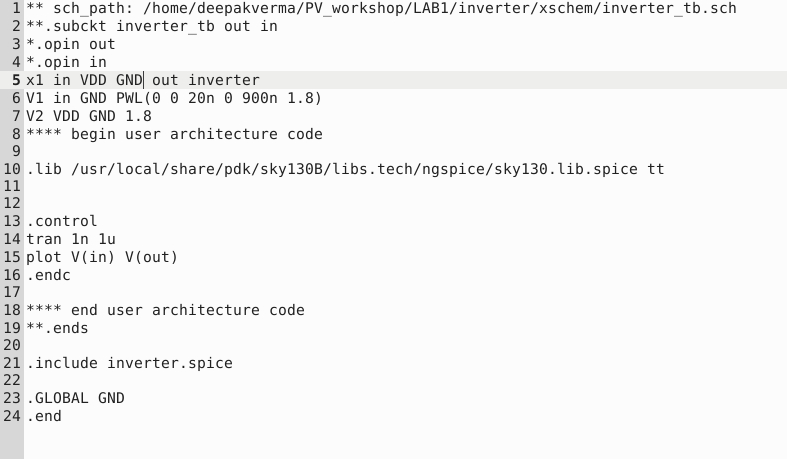 1 ** sch_path: /home/deepakverma/PV_workshop/LAB1/inverter/xschem/inverter_tb.sch
2 **.subckt inverter_tb out in
3 *.opin out
4 *.opin in
5 x1 in VDD GND out inverter
6 V1 in GND PWL(0 0 20n 0 900n 1.8)
7 V2 VDD GND 1.8
8 **** begin user architecture code
9
10 .lib /usr/local/share/pdk/sky130B/libs.tech/ngspice/sky130.lib.spice tt
11
12
13 .control
14 tran 1n 1u
15 plot V(in) V(out)
16 .endc
17
18 **** end user architecture code
19 **.ends
20
21 .include inverter.spice
22
23 .GLOBAL GND
24 .end